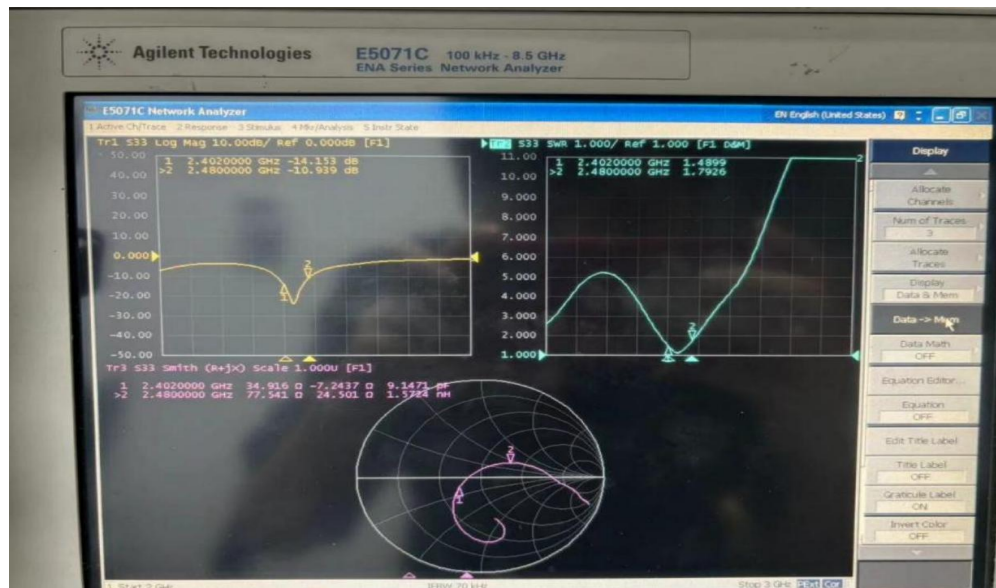 Agilent Technologies
E5071C 100 kHz - 8.5 GHz
ENA Series Network Analyzer
E5071C Network Analyzer
EN English (United States)
1 Active Ch/Trace 2 Response 3 Stimulus 4 Mkr/Analysis 5 Instr State
Tr1 S33 Log Mag 10.00dB/ Ref 0.000dB [F1]
50.00
40.00
30.00
20.00
10.00
0.000
-10.00
-20.00
-30.00
-40.00
-50.00
1 2.4020000 GHz -14.153 dB
>2 2.4800000 GHz -10.939 dB
2
1
Tr2 S33 SWR 1.000/ Ref 1.000 [F1 D&M]
11.00
10.00
9.000
8.000
7.000
6.000
5.000
4.000
3.000
2.000
1.000
1 2.4020000 GHz 1.4899
>2 2.4800000 GHz 1.7926
2
2
1
Tr3 S33 Smith (R+jX) Scale 1.000U [F1]
1 2.4020000 GHz 34.916 Ω -7.2437 Ω 9.1471 pF
>2 2.4800000 GHz 77.541 Ω 24.501 Ω 1.5724 nH
2
1
Display
Allocate
Channels
Num of Traces
3
Allocate
Traces
Display
Data & Mem
Data -> Mem
Data Math
OFF
Equation Editor...
Equation
OFF
Edit Title Label
Title Label
OFF
Graticule Label
ON
Invert Color
OFF
1 Start 2 GHz
IFBW 70 kHz
Stop 3 GHz PExt Cor